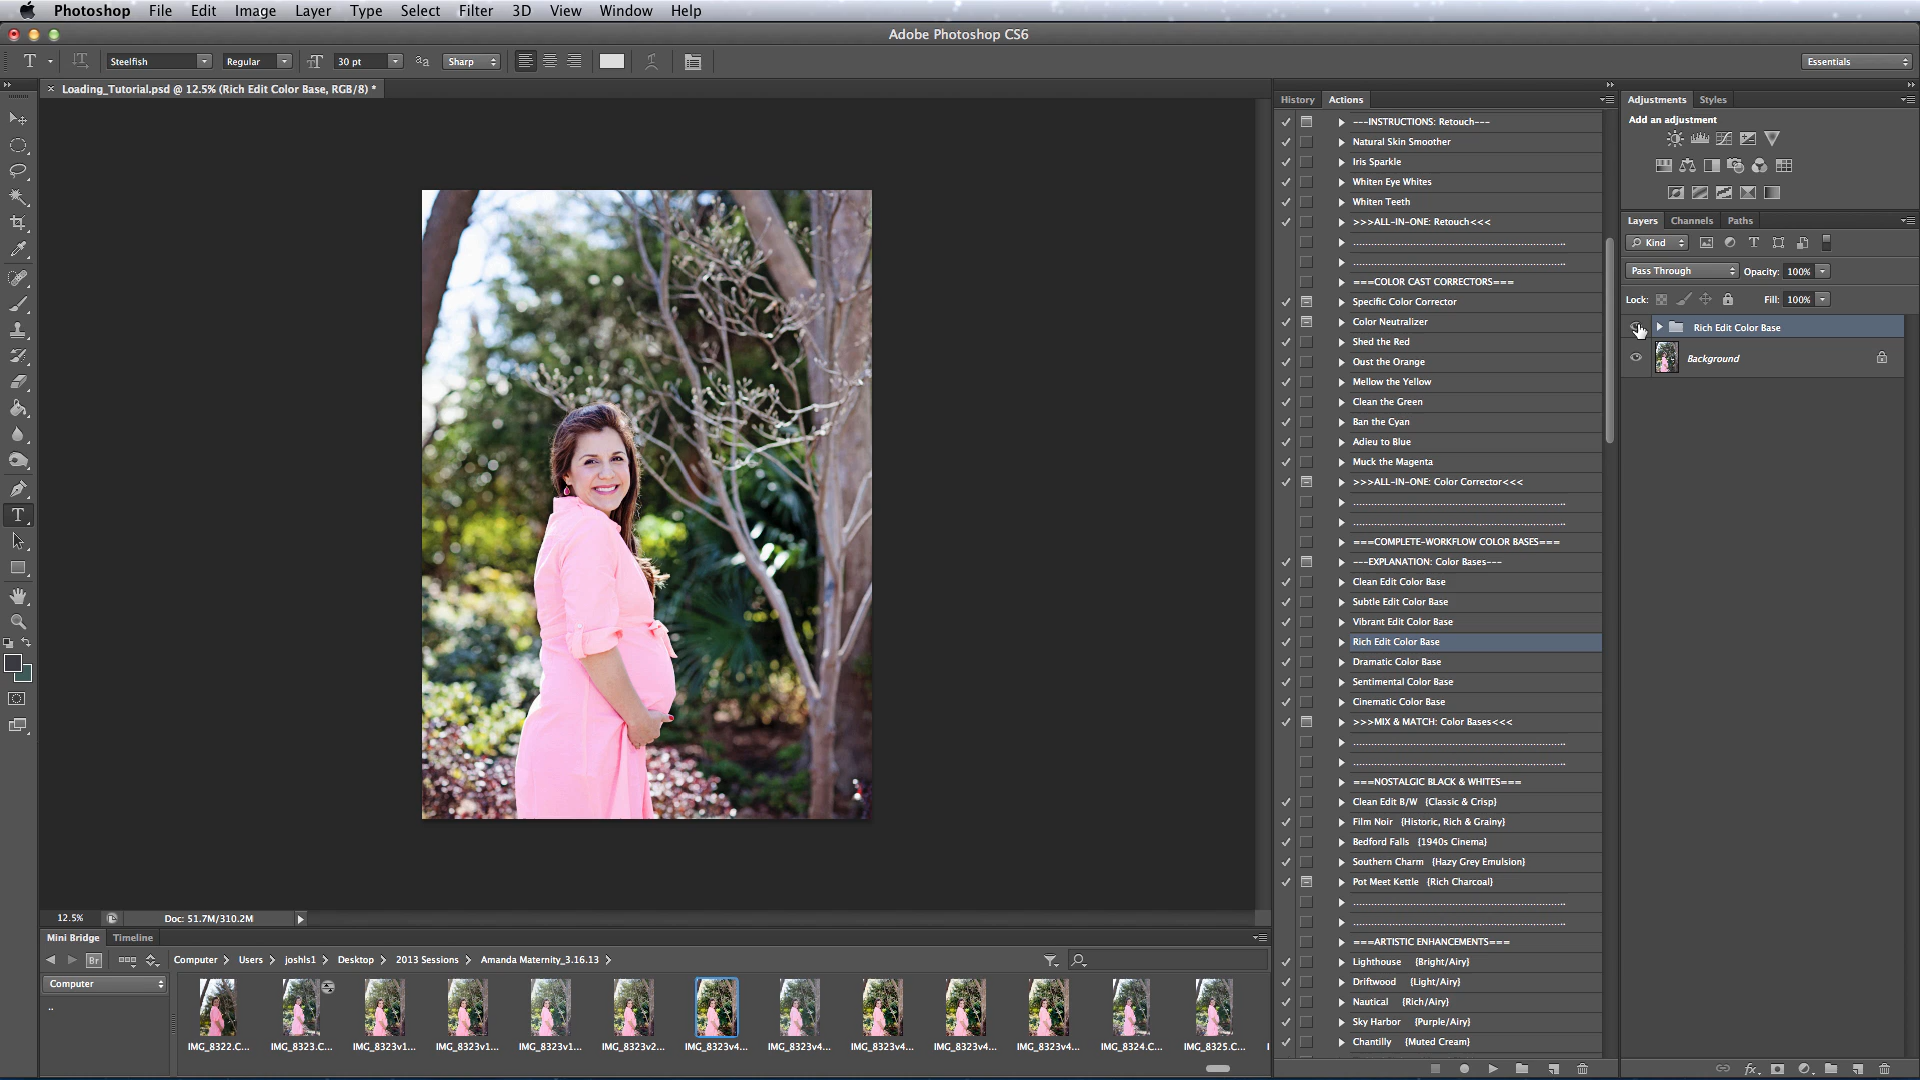 Photoshop File Edit Image Layer Type Select Filter 3D View Window Help
Adobe Photoshop CS6
T Steelfish Regular 30 pt Sharp Essentials
Loading_Tutorial.psd @ 12.5% (Rich Edit Color Base, RGB/8) *
History Actions
---INSTRUCTIONS: Retouch---
Natural Skin Smoother
Iris Sparkle
Whiten Eye Whites
Whiten Teeth
>>>ALL-IN-ONE: Retouch<<<
===COLOR CAST CORRECTORS===
Specific Color Corrector
Color Neutralizer
Shed the Red
Oust the Orange
Mellow the Yellow
Clean the Green
Ban the Cyan
Adieu to Blue
Muck the Magenta
>>>ALL-IN-ONE: Color Corrector<<<
===COMPLETE-WORKFLOW COLOR BASES===
---EXPLANATION: Color Bases---
Clean Edit Color Base
Subtle Edit Color Base
Vibrant Edit Color Base
Rich Edit Color Base
Dramatic Color Base
Sentimental Color Base
Cinematic Color Base
>>>MIX & MATCH: Color Bases<<<
===NOSTALGIC BLACK & WHITES===
Clean Edit B/W {Classic & Crisp}
Film Noir {Historic, Rich & Grainy}
Bedford Falls {1940s Cinema}
Southern Charm {Hazy Grey Emulsion}
Pot Meet Kettle {Rich Charcoal}
===ARTISTIC ENHANCEMENTS===
Lighthouse {Bright/Airy}
Driftwood {Light/Airy}
Nautical {Rich/Airy}
Sky Harbor {Purple/Airy}
Chantilly {Muted Cream}
Adjustments Styles
Add an adjustment
Layers Channels Paths
Kind
Pass Through Opacity: 100%
Lock: Fill: 100%
Rich Edit Color Base
Background
12.5% Doc: 51.7M/310.2M
Mini Bridge Timeline
Br Computer Users joshls1 Desktop 2013 Sessions Amanda Maternity_3.16.13
Computer
..
IMG_8322.C... IMG_8323.C... IMG_8323v1... IMG_8323v1... IMG_8323v1... IMG_8323v2... IMG_8323v4... IMG_8323v4... IMG_8323v4... IMG_8323v4... IMG_8323v4... IMG_8324.C... IMG_8325.C...
fx